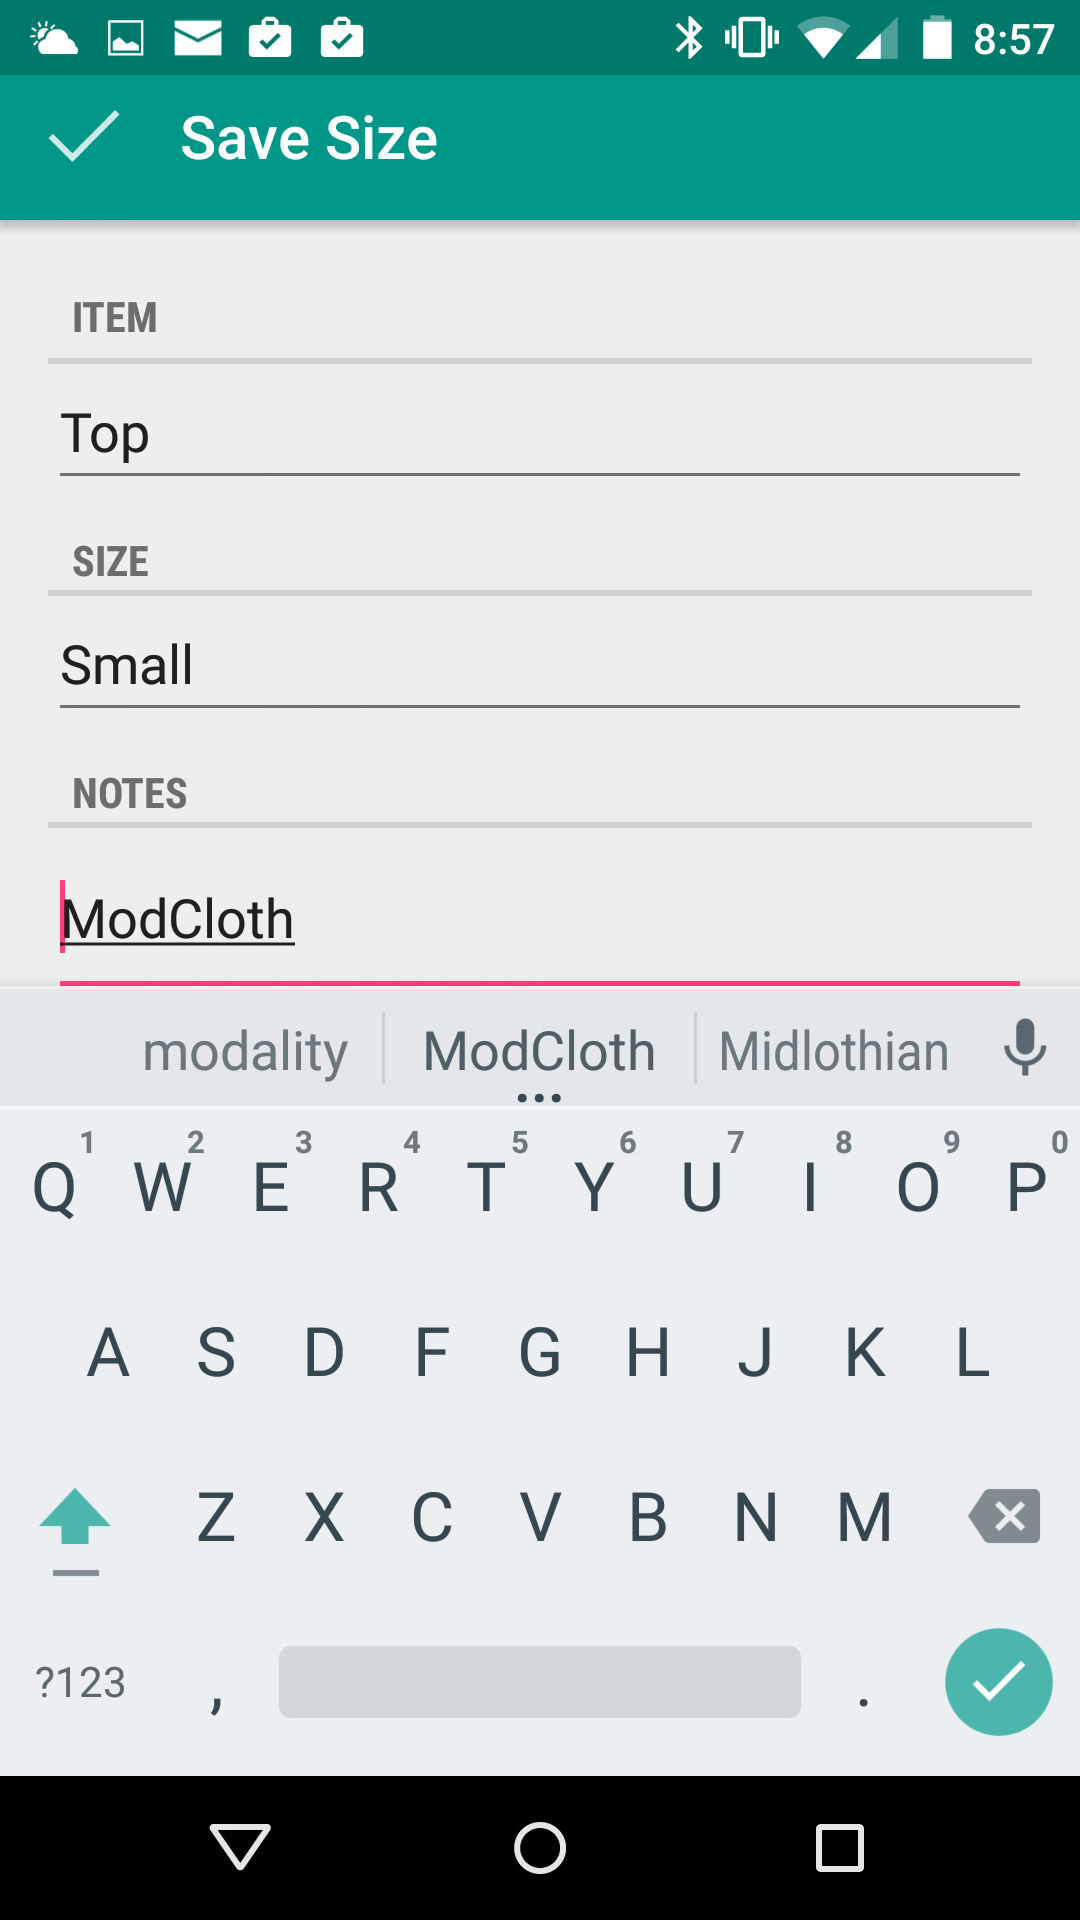 8:57
Save Size
ITEM
Top
SIZE
Small
NOTES
ModCloth
modality ModCloth Midlothian
1 2 3 4 5 6 7 8 9 0
Q W E R T Y U I O P
A S D F G H J K L
Z X C V B N M
?123 , .